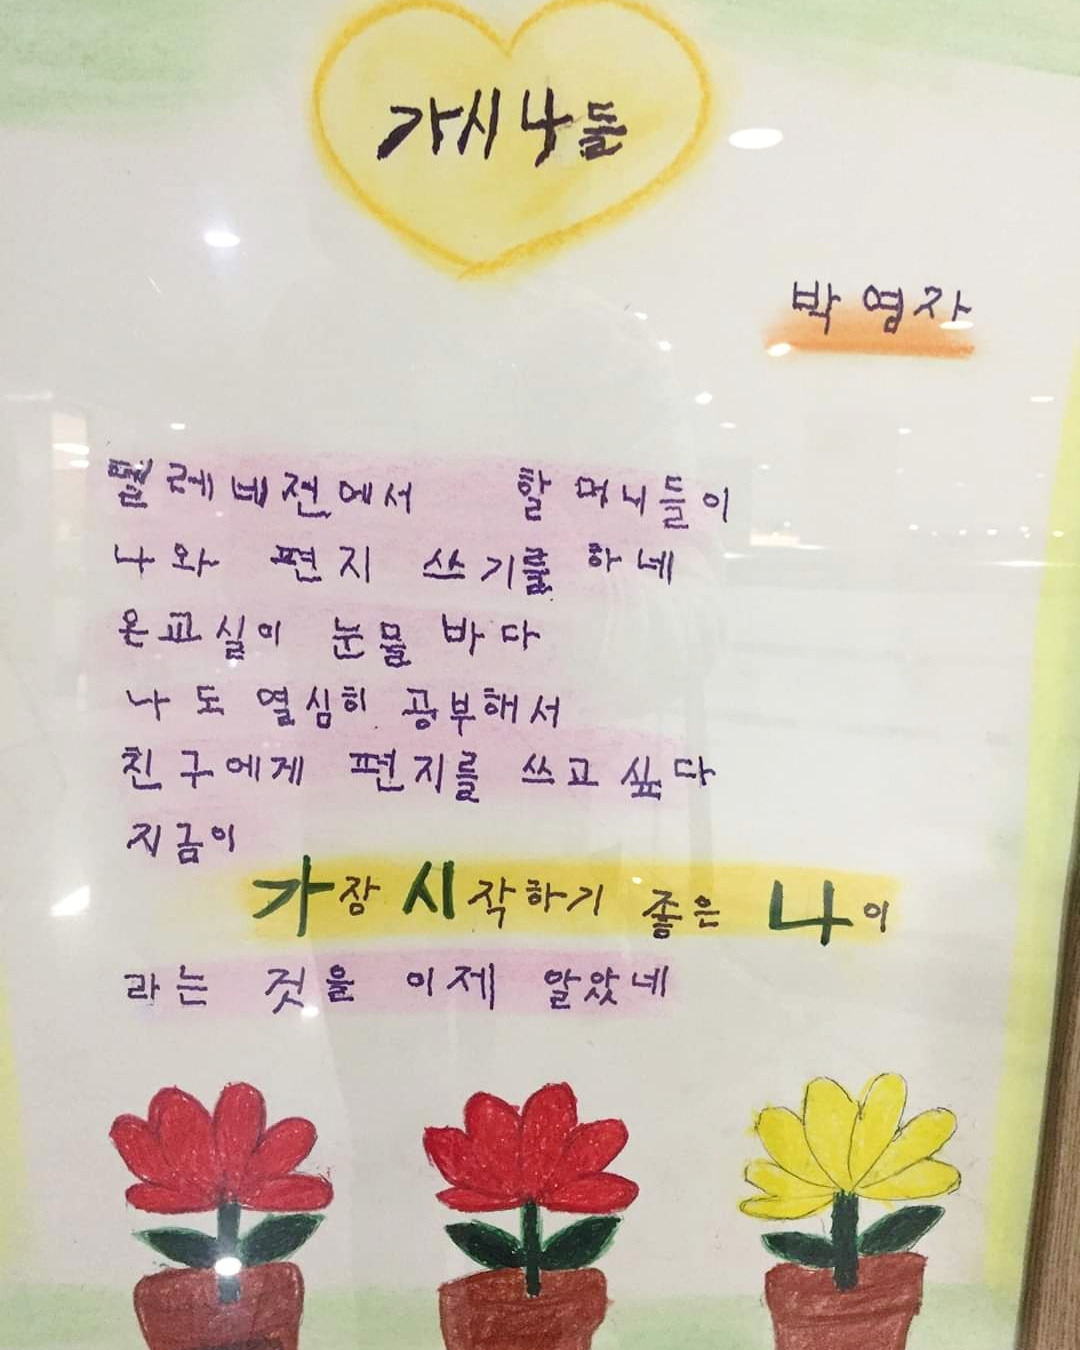 가시나들
박영자
텔레비전에서 할머니들이
나와 편지 쓰기를 하네
온교실이 눈물 바다
나도 열심히 공부해서
친구에게 편지를 쓰고 싶다
지금이
가장 시작하기 좋은 나이
라는 것을 이제 알았네